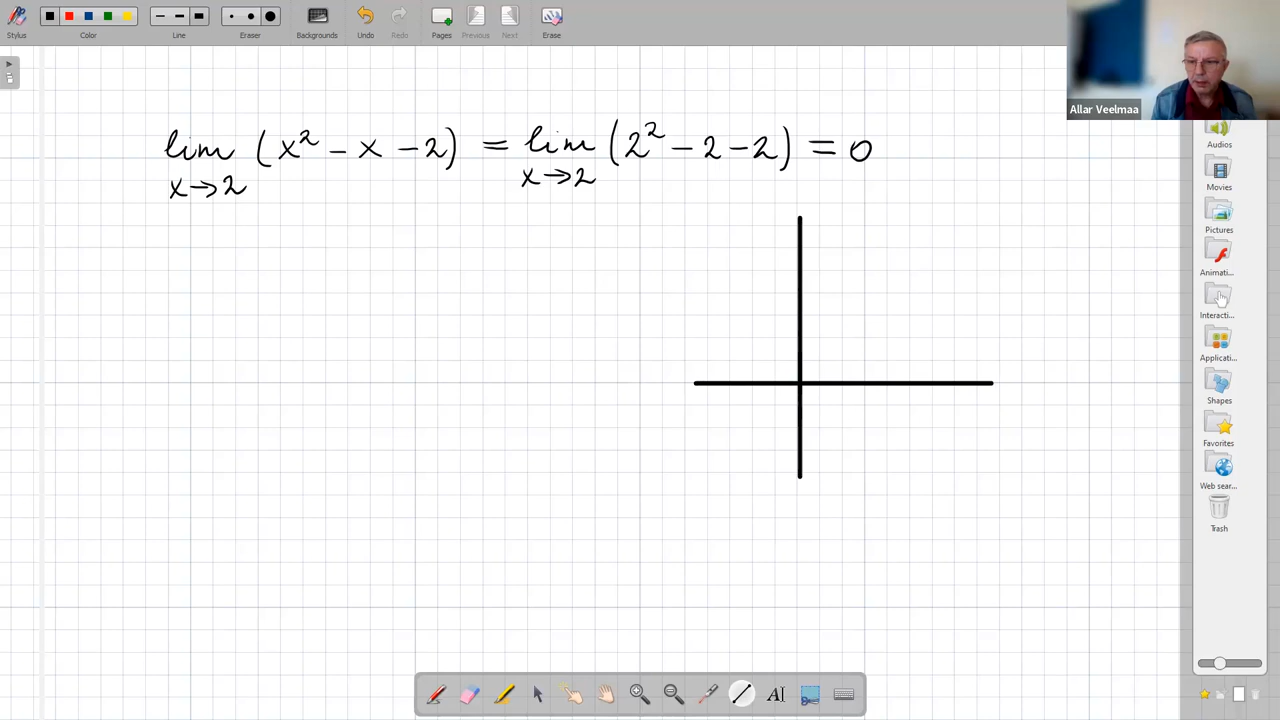 Stylus
Color
Line
Eraser
Backgrounds
Undo
Redo
Pages
Previous
Next
Erase
Allar Veelmaa
lim (x² – x – 2) = lim (2² – 2 – 2) = 0
x→2 x→2
Audios
Movies
Pictures
Animati...
Interacti...
Applicati...
Shapes
Favorites
Web sear...
Trash
AI